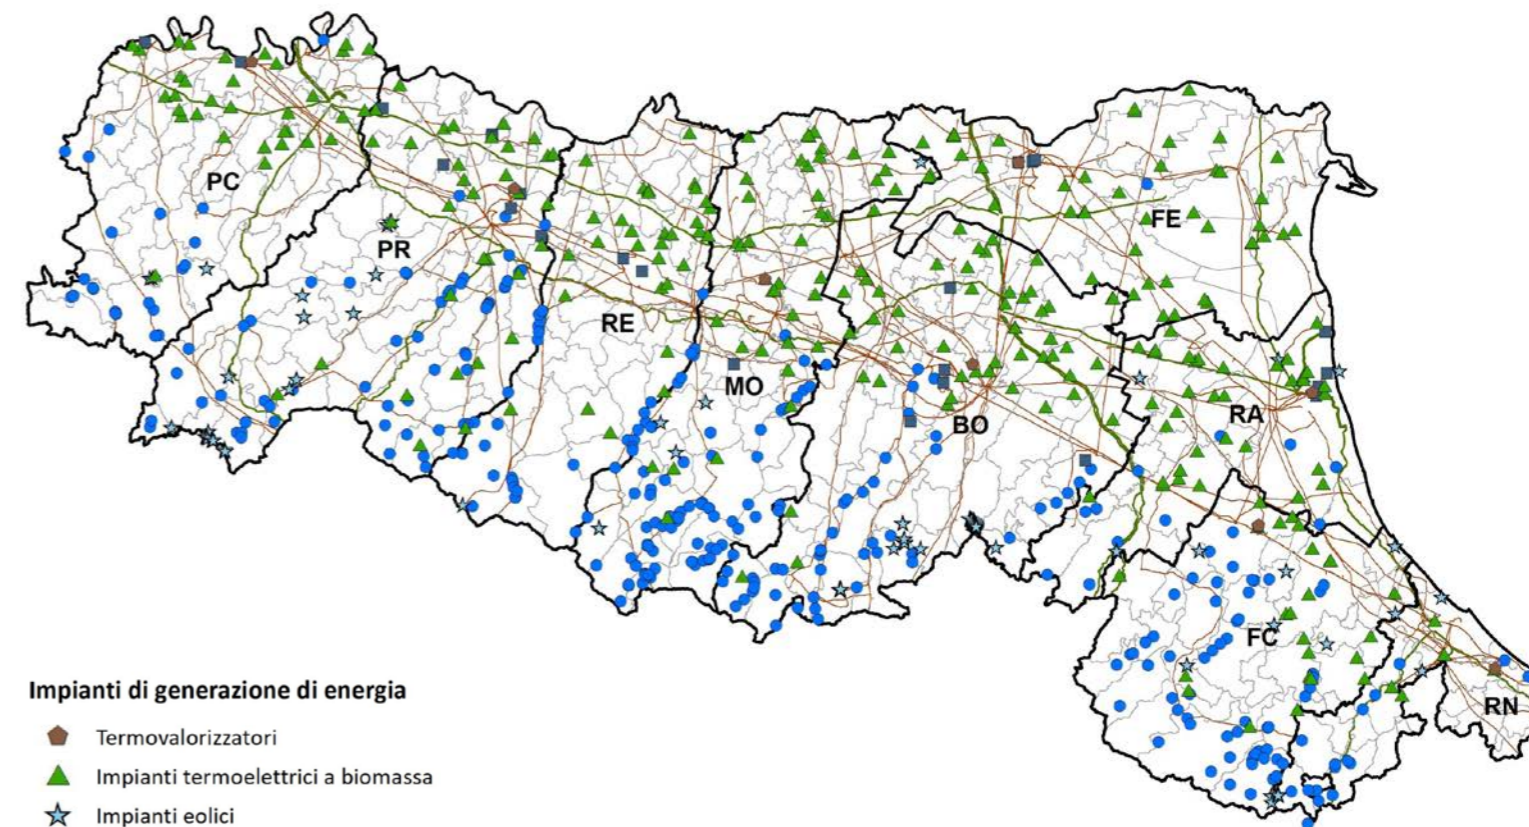 PC
PR
FE
RE
MO
BO
RA
FC
RN
Impianti di generazione di energia
Termovalorizzatori
Impianti termoelettrici a biomassa
Impianti eolici